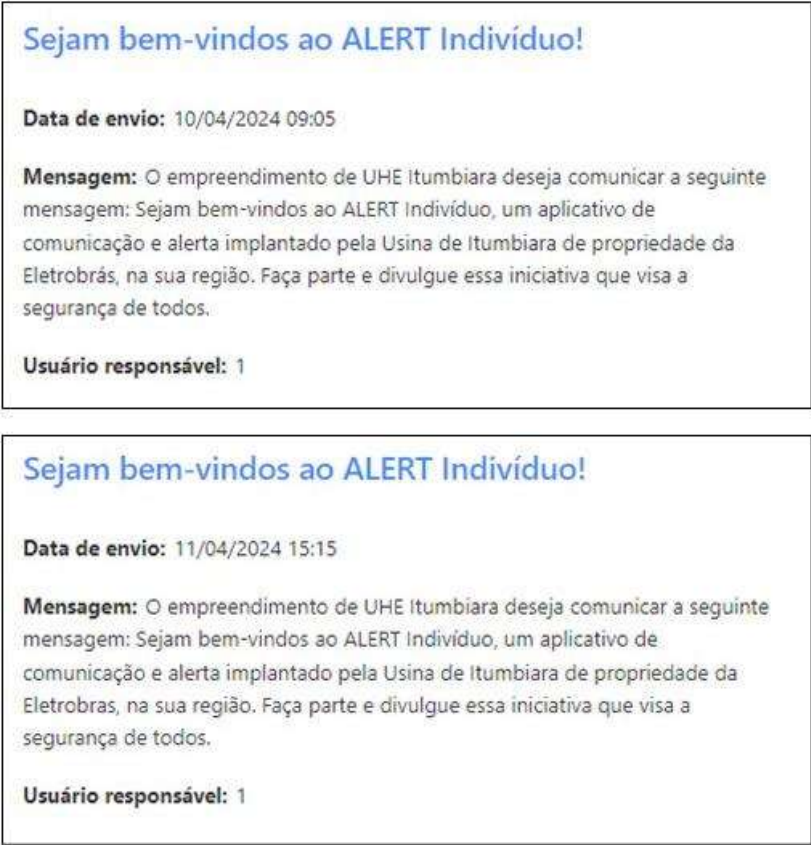 Sejam bem-vindos ao ALERT Indivíduo!
Data de envio: 10/04/2024 09:05
Mensagem: O empreendimento de UHE Itumbiara deseja comunicar a seguinte
mensagem: Sejam bem-vindos ao ALERT Indivíduo, um aplicativo de
comunicação e alerta implantado pela Usina de Itumbiara de propriedade da
Eletrobrás, na sua região. Faça parte e divulgue essa iniciativa que visa a
segurança de todos.
Usuário responsável: 1
Sejam bem-vindos ao ALERT Indivíduo!
Data de envio: 11/04/2024 15:15
Mensagem: O empreendimento de UHE Itumbiara deseja comunicar a seguinte
mensagem: Sejam bem-vindos ao ALERT Indivíduo, um aplicativo de
comunicação e alerta implantado pela Usina de Itumbiara de propriedade da
Eletrobras, na sua região. Faça parte e divulgue essa iniciativa que visa a
segurança de todos.
Usuário responsável: 1